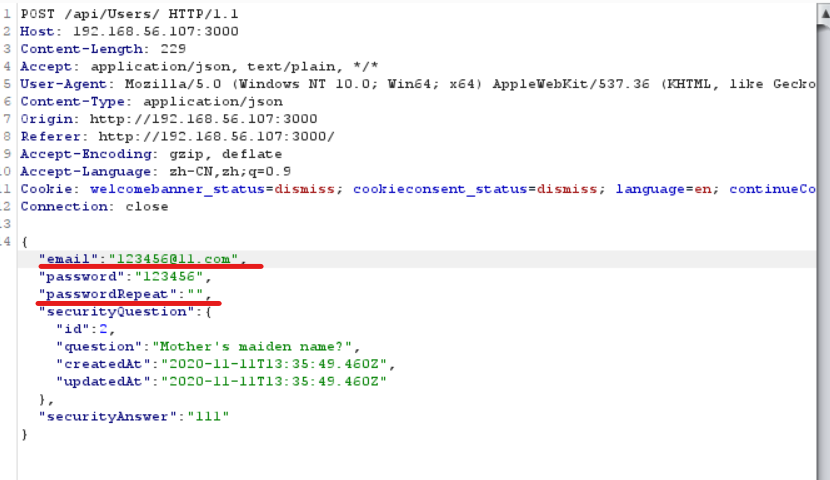 1 POST /api/Users/ HTTP/1.1
2 Host: 192.168.56.107:3000
3 Content-Length: 229
4 Accept: application/json, text/plain, */*
5 User-Agent: Mozilla/5.0 (Windows NT 10.0; Win64; x64) AppleWebKit/537.36 (KHTML, like Gecko
6 Content-Type: application/json
7 Origin: http://192.168.56.107:3000
8 Referer: http://192.168.56.107:3000/
9 Accept-Encoding: gzip, deflate
10 Accept-Language: zh-CN,zh;q=0.9
11 Cookie: welcomebanner_status=dismiss; cookieconsent_status=dismiss; language=en; continueCo
12 Connection: close
13
14 {
"email":"123456@11.com",
"password":"123456",
"passwordRepeat":"",
"securityQuestion":{
"id":2,
"question":"Mother's maiden name?",
"createdAt":"2020-11-11T13:35:49.460Z",
"updatedAt":"2020-11-11T13:35:49.460Z"
},
"securityAnswer":"111"
}